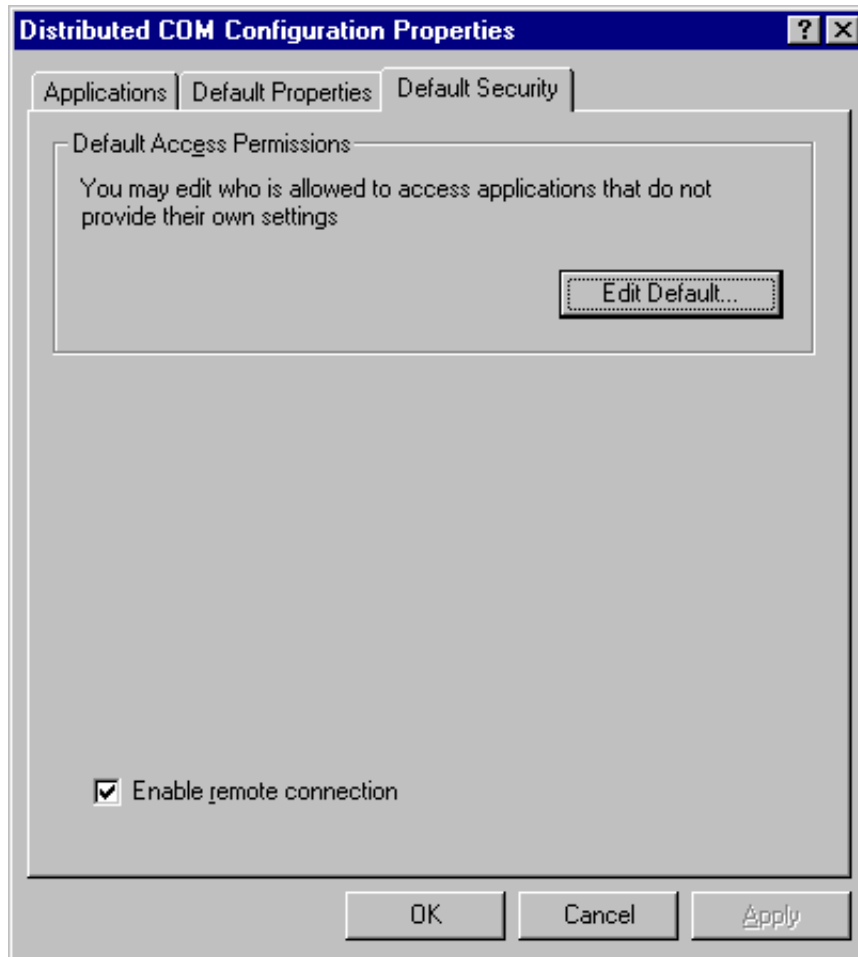 Distributed COM Configuration Properties
Applications
Default Properties
Default Security
Default Access Permissions
You may edit who is allowed to access applications that do not
provide their own settings
Edit Default...
Enable remote connection
OK
Cancel
Apply